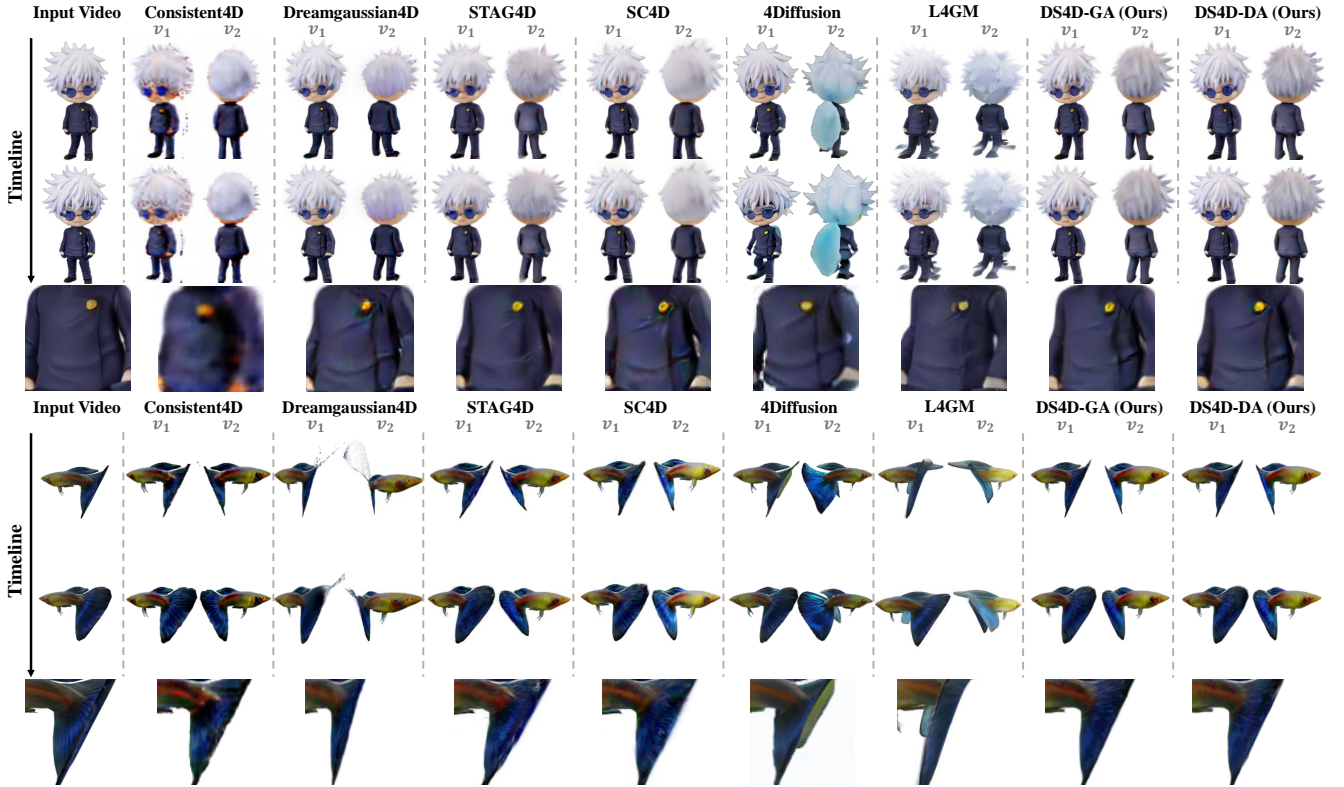 Input Video Consistent4D Dreamgaussian4D STAG4D SC4D 4Diffusion L4GM DS4D-GA (Ours) DS4D-DA (Ours)
v₁ v₂ v₁ v₂ v₁ v₂ v₁ v₂ v₁ v₂ v₁ v₂ v₁ v₂ v₁ v₂
Timeline
Input Video Consistent4D Dreamgaussian4D STAG4D SC4D 4Diffusion L4GM DS4D-GA (Ours) DS4D-DA (Ours)
v₁ v₂ v₁ v₂ v₁ v₂ v₁ v₂ v₁ v₂ v₁ v₂ v₁ v₂ v₁ v₂
Timeline